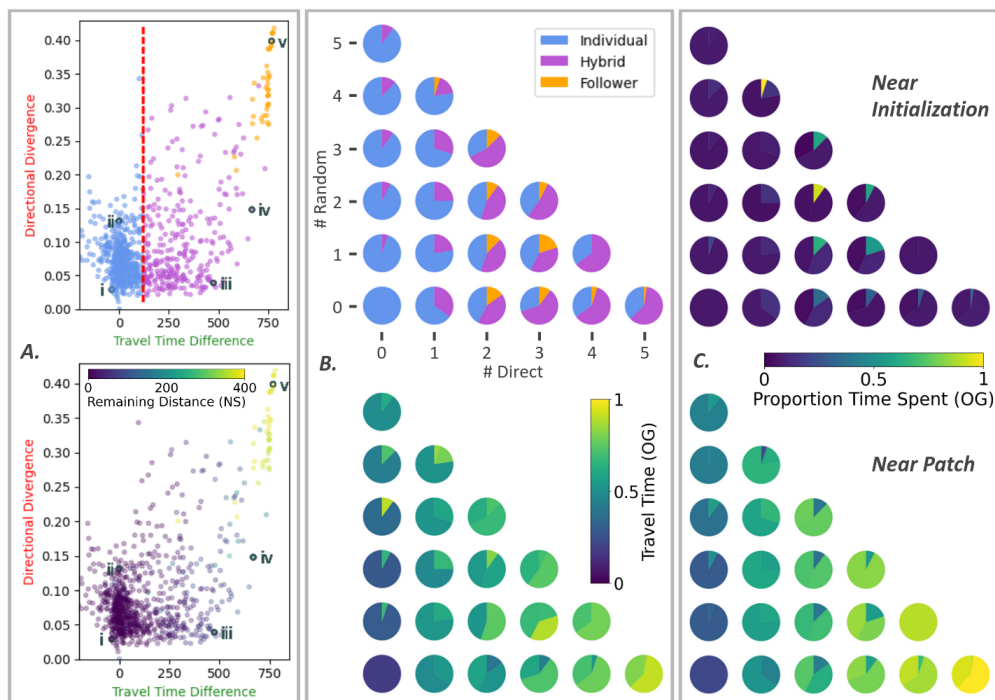 0.40
0.35
0.30
0.25
0.20
0.15
0.10
0.05
0.00
Directional Divergence
v
iv
ii
i
iii
0 250 500 750
Travel Time Difference
A.
0.40
0.35
0.30
0.25
0.20
0.15
0.10
0.05
0.00
Directional Divergence
0 200 400
Remaining Distance (NS)
v
iv
ii
i
iii
0 150 300 450 600 750
Travel Time Difference
Individual
Hybrid
Follower
5
4
3
2
1
0
# Random
0 1 2 3 4 5
# Direct
B.
1
0.5
0
Travel Time (OG)
Near
Initialization
C.
0 0.5 1
Proportion Time Spent (OG)
Near Patch